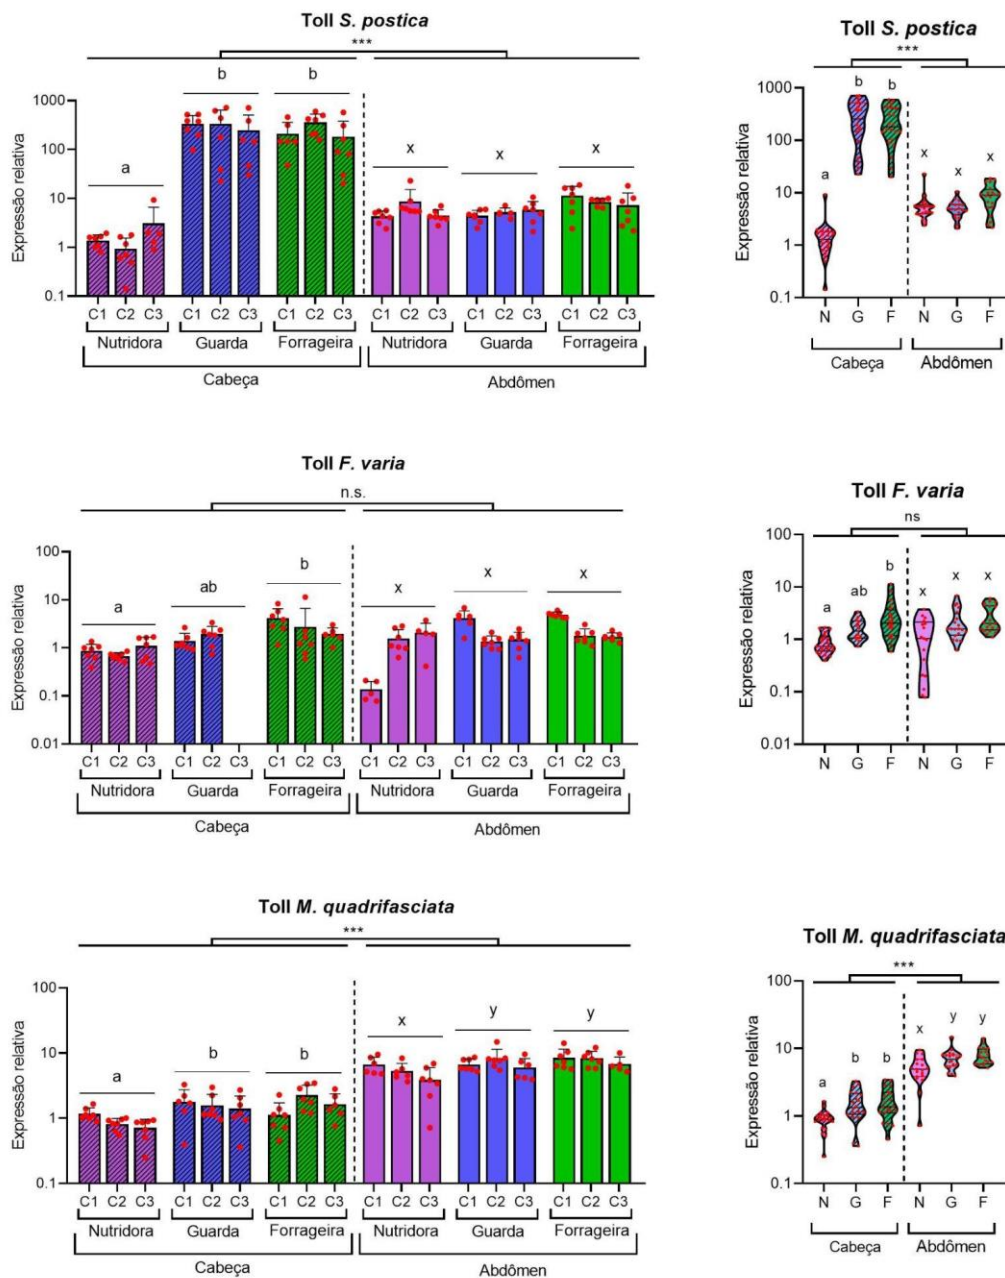 Toll S. postica
***
b b
a
x x x
Expressão relativa
1000
100
10
1
0.1
C1 C2 C3 C1 C2 C3 C1 C2 C3 C1 C2 C3 C1 C2 C3 C1 C2 C3
Nutridora Guarda Forrageira Nutridora Guarda Forrageira
Cabeça Abdômen
Toll S. postica
***
b b
a
x x x
Expressão relativa
1000
100
10
1
0.1
N G F N G F
Cabeça Abdômen
Toll F. varia
n.s.
a ab b x x x
Expressão relativa
100
10
1
0.1
0.01
C1 C2 C3 C1 C2 C3 C1 C2 C3 C1 C2 C3 C1 C2 C3 C1 C2 C3
Nutridora Guarda Forrageira Nutridora Guarda Forrageira
Cabeça Abdômen
Toll F. varia
ns
a ab b x x x
Expressão relativa
100
10
1
0.1
0.01
N G F N G F
Cabeça Abdômen
Toll M. quadrifasciata
***
a b b x y y
Expressão relativa
100
10
1
0.1
C1 C2 C3 C1 C2 C3 C1 C2 C3 C1 C2 C3 C1 C2 C3 C1 C2 C3
Nutridora Guarda Forrageira Nutridora Guarda Forrageira
Cabeça Abdômen
Toll M. quadrifasciata
***
a b b x y y
Expressão relativa
100
10
1
0.1
N G F N G F
Cabeça Abdômen